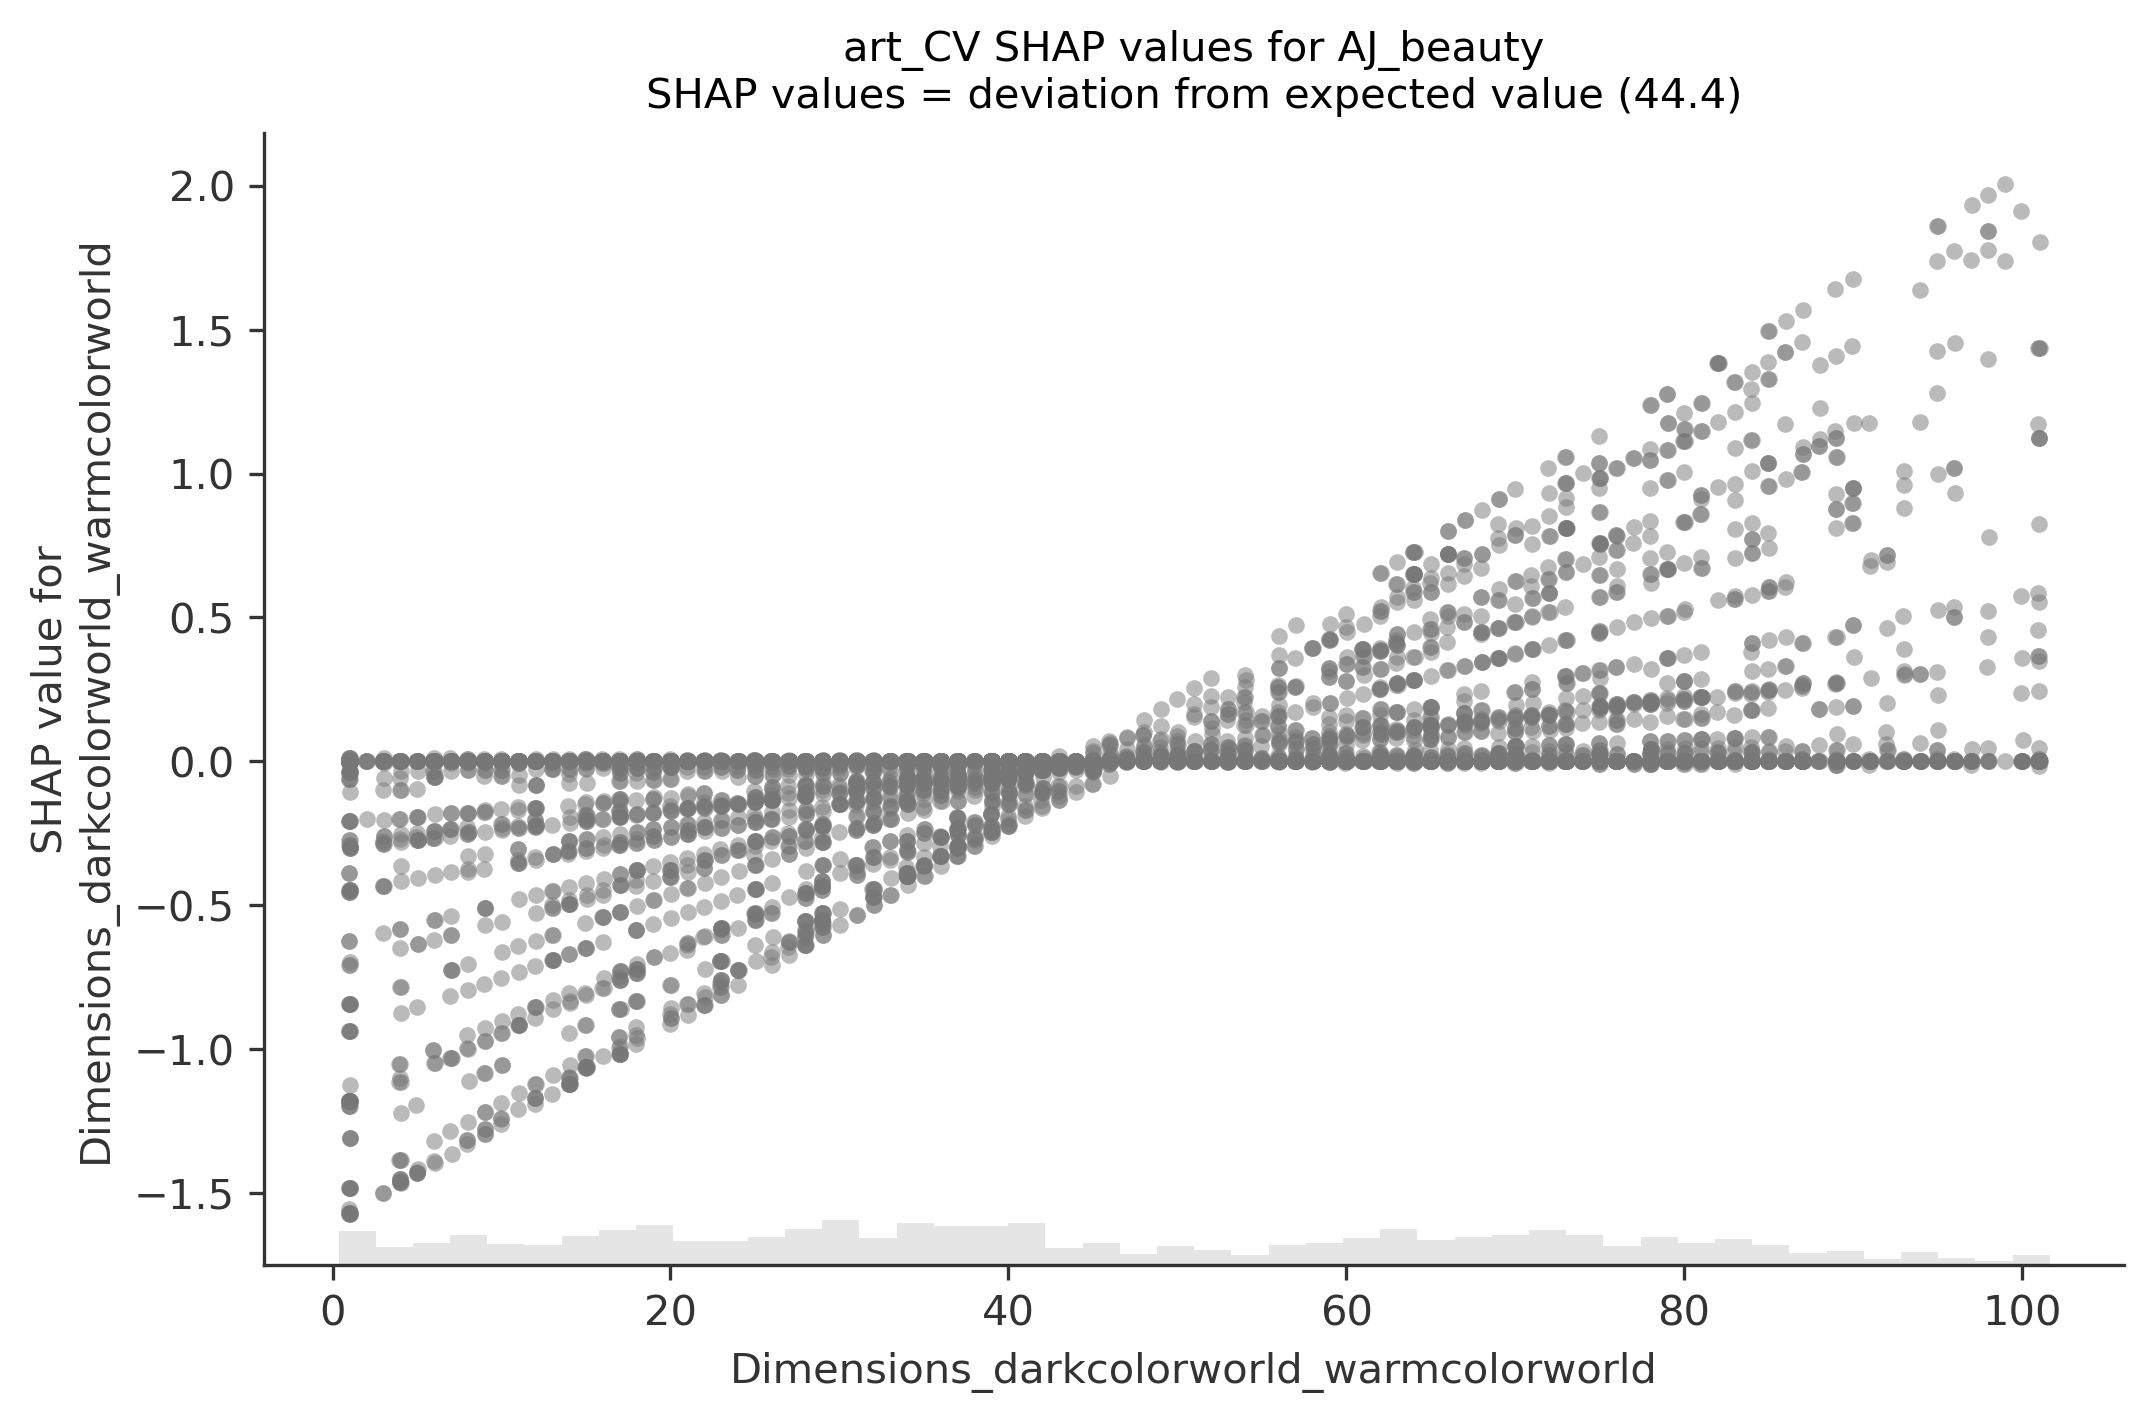 art_CV SHAP values for AJ_beauty
SHAP values = deviation from expected value (44.4)
SHAP value for
Dimensions_darkcolorworld_warmcolorworld
2.0
1.5
1.0
0.5
0.0
−0.5
−1.0
−1.5
0 20 40 60 80 100
Dimensions_darkcolorworld_warmcolorworld